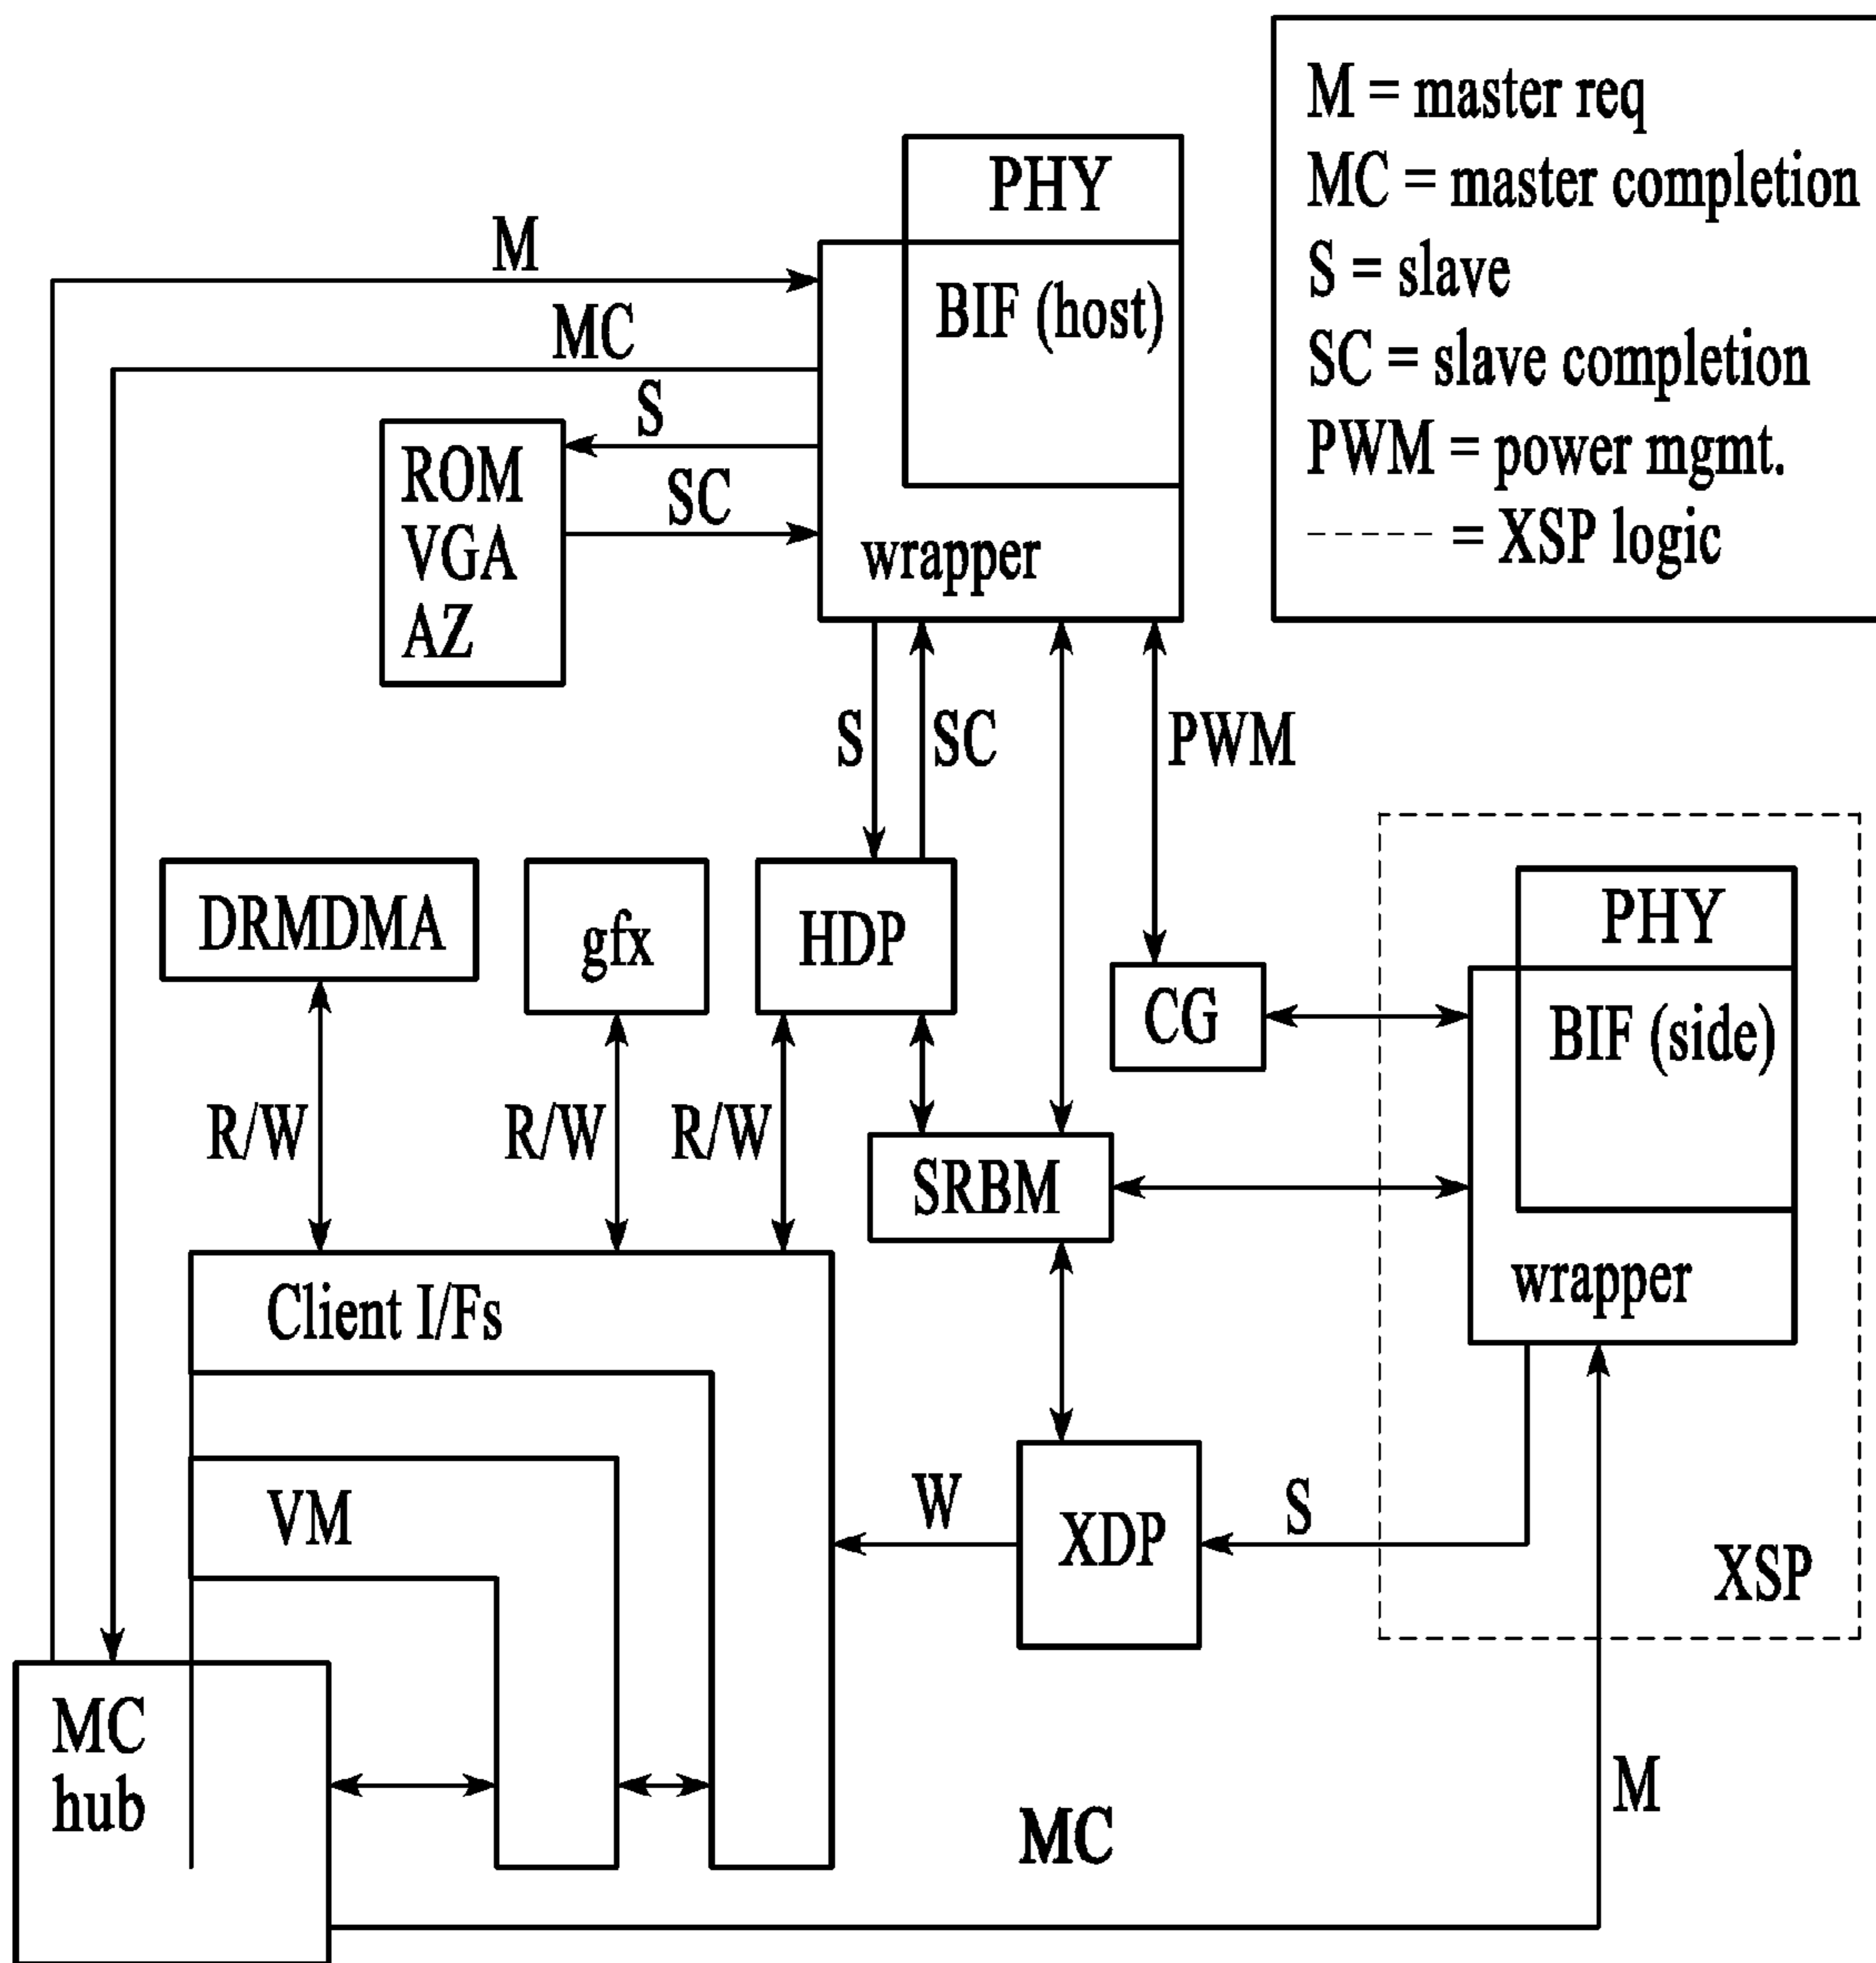 M = master req
MC = master completion
S = slave
SC = slave completion
PWM = power mgmt.
= XSP logic
PHY
BIF (host)
wrapper
M
MC
S
SC
ROM
VGA
AZ
S
SC
PWM
DRMDMA
gfx
HDP
CG
PHY
BIF (side)
wrapper
R/W
R/W
R/W
SRBM
Client I/Fs
VM
W
XDP
S
XSP
MC
hub
MC
M